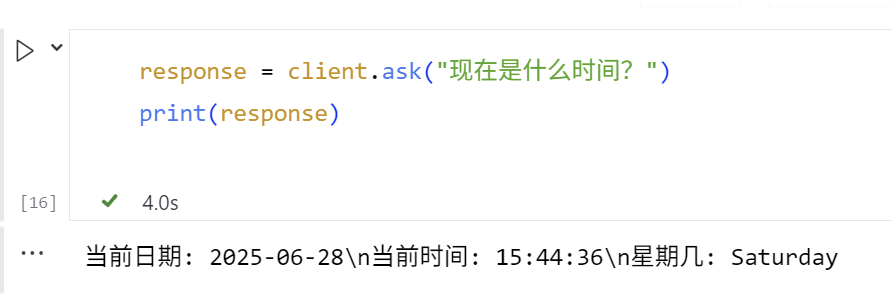 response = client.ask("现在是什么时间？")
print(response)
[16]
4.0s
当前日期: 2025-06-28\n当前时间: 15:44:36\n星期几: Saturday